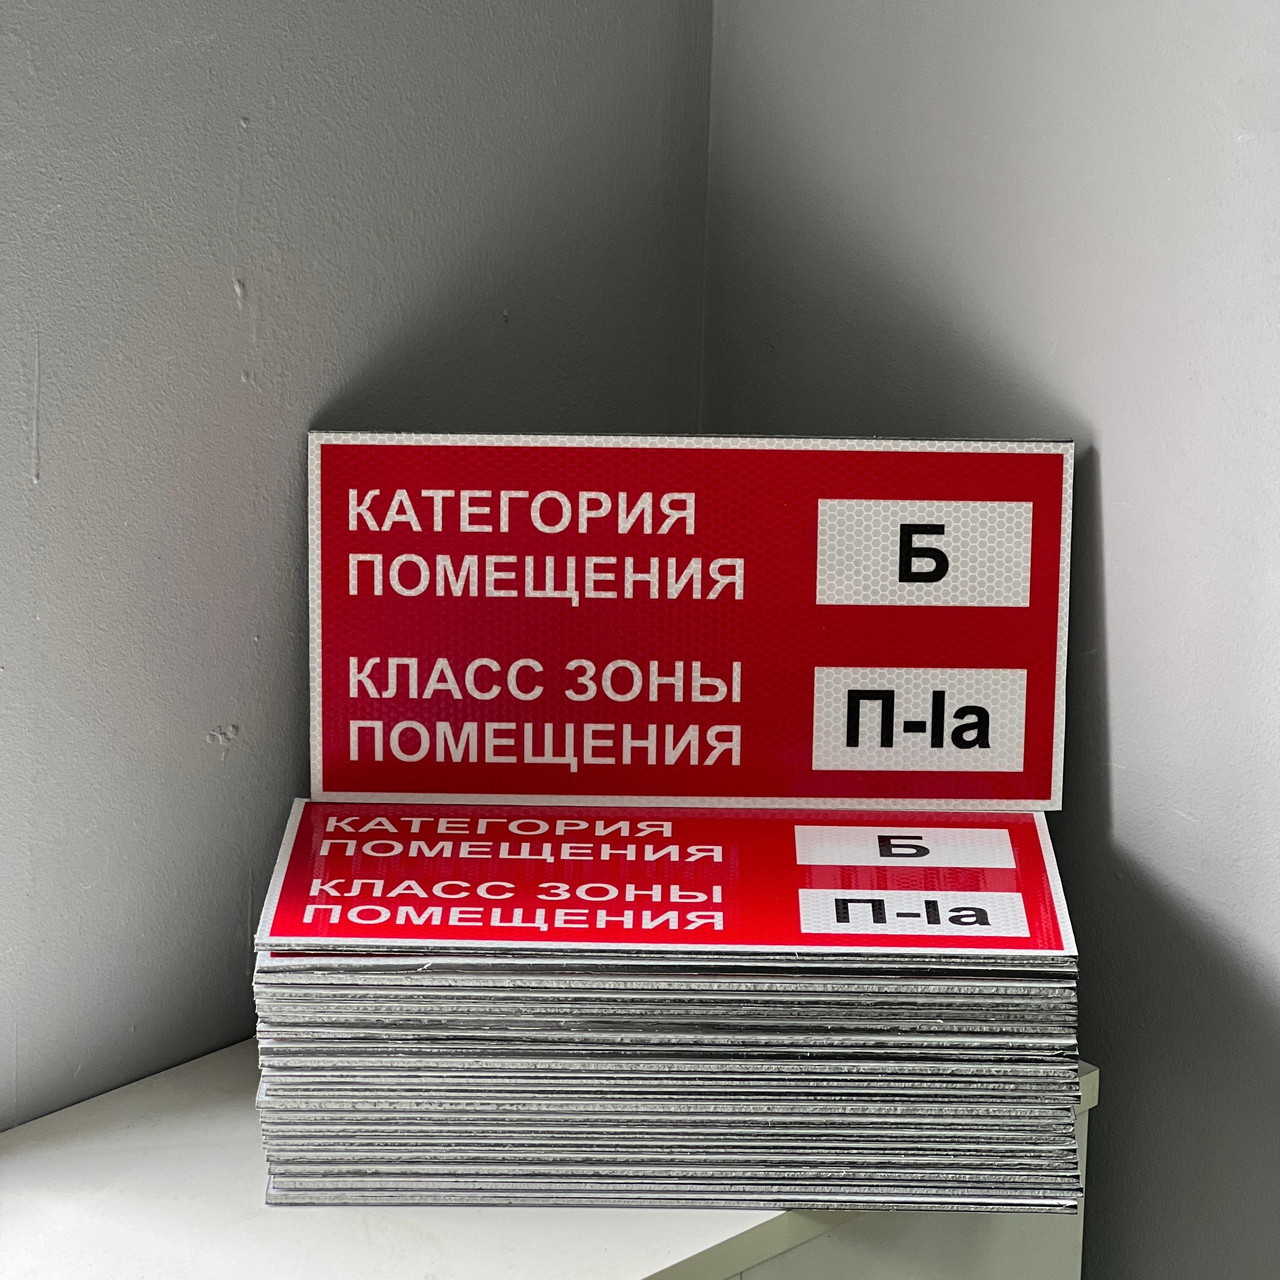 КАТЕГОРИЯ
ПОМЕЩЕНИЯ
Б
КЛАСС ЗОНЫ
ПОМЕЩЕНИЯ
П-Iа
КАТЕГОРИЯ
ПОМЕЩЕНИЯ
Б
КЛАСС ЗОНЫ
ПОМЕЩЕНИЯ
П-Iа